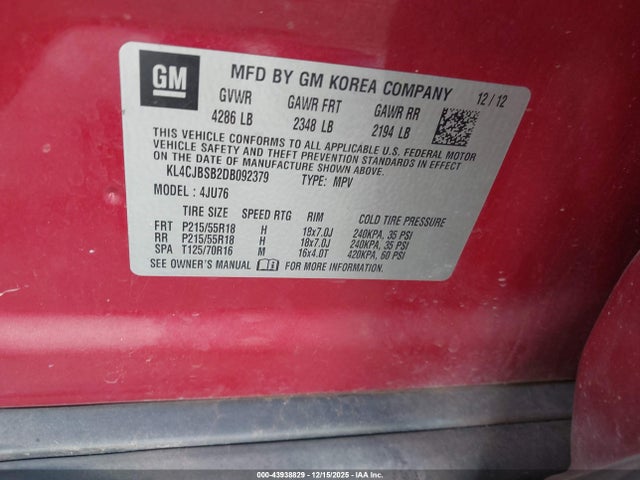 GM
MFD BY GM KOREA COMPANY 12/12
GVWR GAWR FRT GAWR RR
4286 LB 2348 LB 2194 LB
THIS VEHICLE CONFORMS TO ALL APPLICABLE U.S. FEDERAL MOTOR
VEHICLE SAFETY AND THEFT PREVENTION STANDARDS IN EFFECT
ON THE DATE OF MANUFACTURE SHOWN ABOVE.
KL4CJBSB2DB092379 TYPE: MPV
MODEL: 4JU76
TIRE SIZE SPEED RTG RIM COLD TIRE PRESSURE
FRT P215/55R18 H 18x7.0J 240KPA, 35 PSI
RR P215/55R18 H 18x7.0J 240KPA, 35 PSI
SPA T125/70R16 M 16x4.0T 420KPA, 60 PSI
SEE OWNER'S MANUAL FOR MORE INFORMATION.
000-43938829 12/15/2025 IAA Inc.